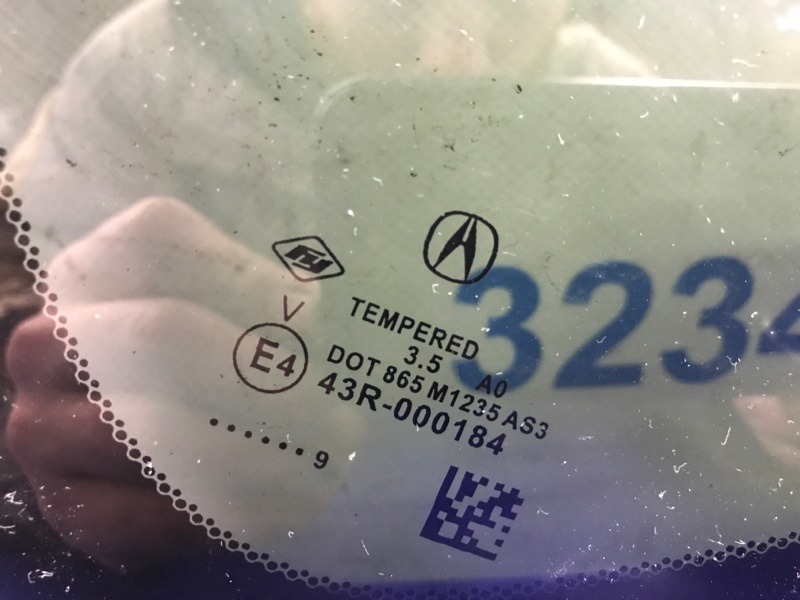 3234
V
TEMPERED
3.5 A0
E4
DOT 865 M1235 AS3
43R-000184
......9